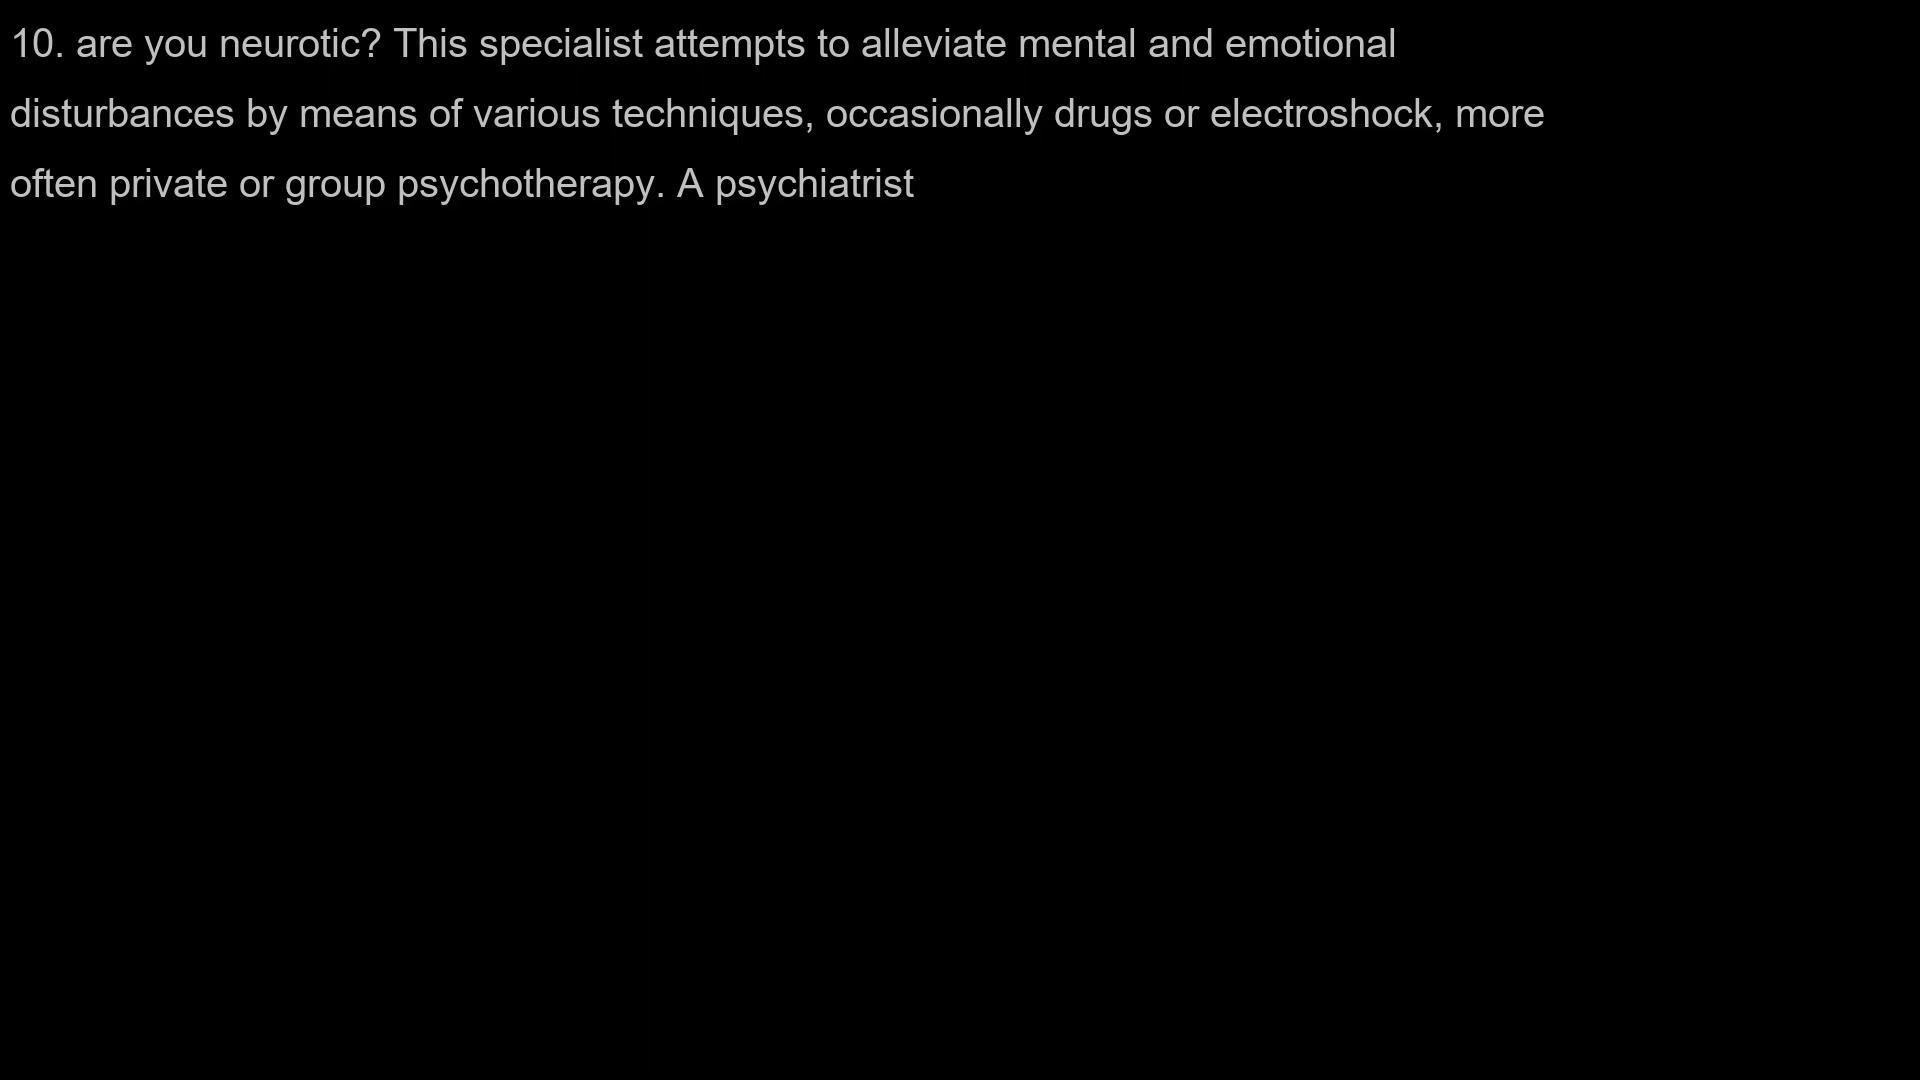 10. are you neurotic? This specialist attempts to alleviate mental and emotional
disturbances by means of various techniques, occasionally drugs or electroshock, more
often private or group psychotherapy. A psychiatrist